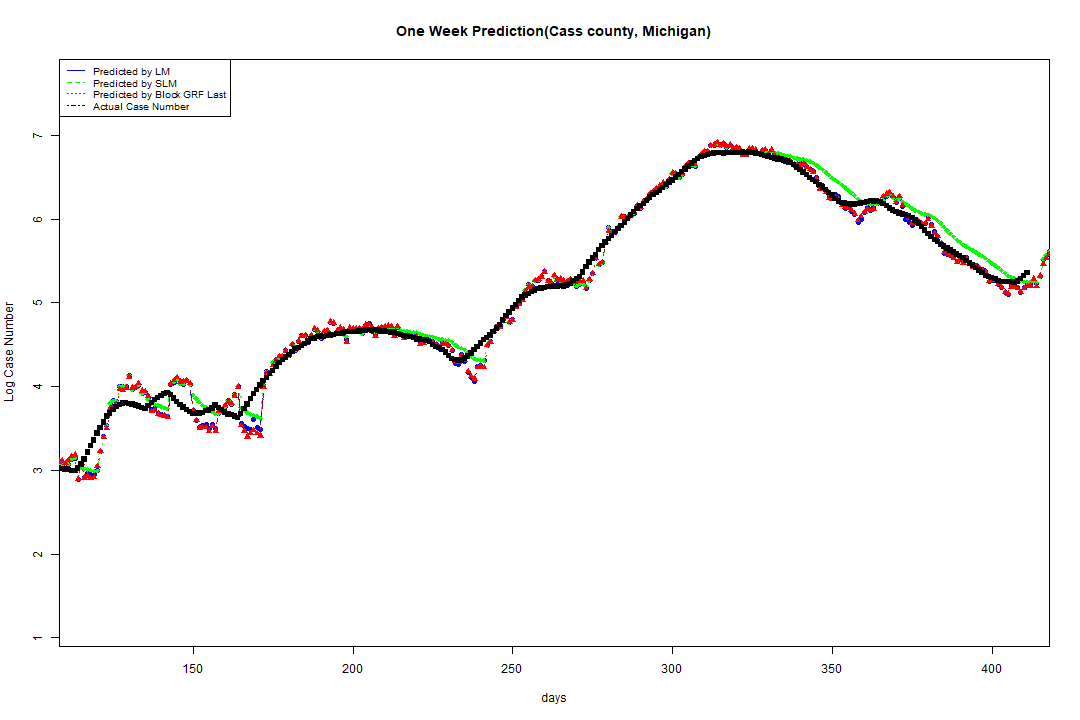 One Week Prediction(Cass county, Michigan)
Predicted by LM
Predicted by SLM
Predicted by Block GRF Last
Actual Case Number
7
6
5
4
3
2
1
Log Case Number
150 200 250 300 350 400
days